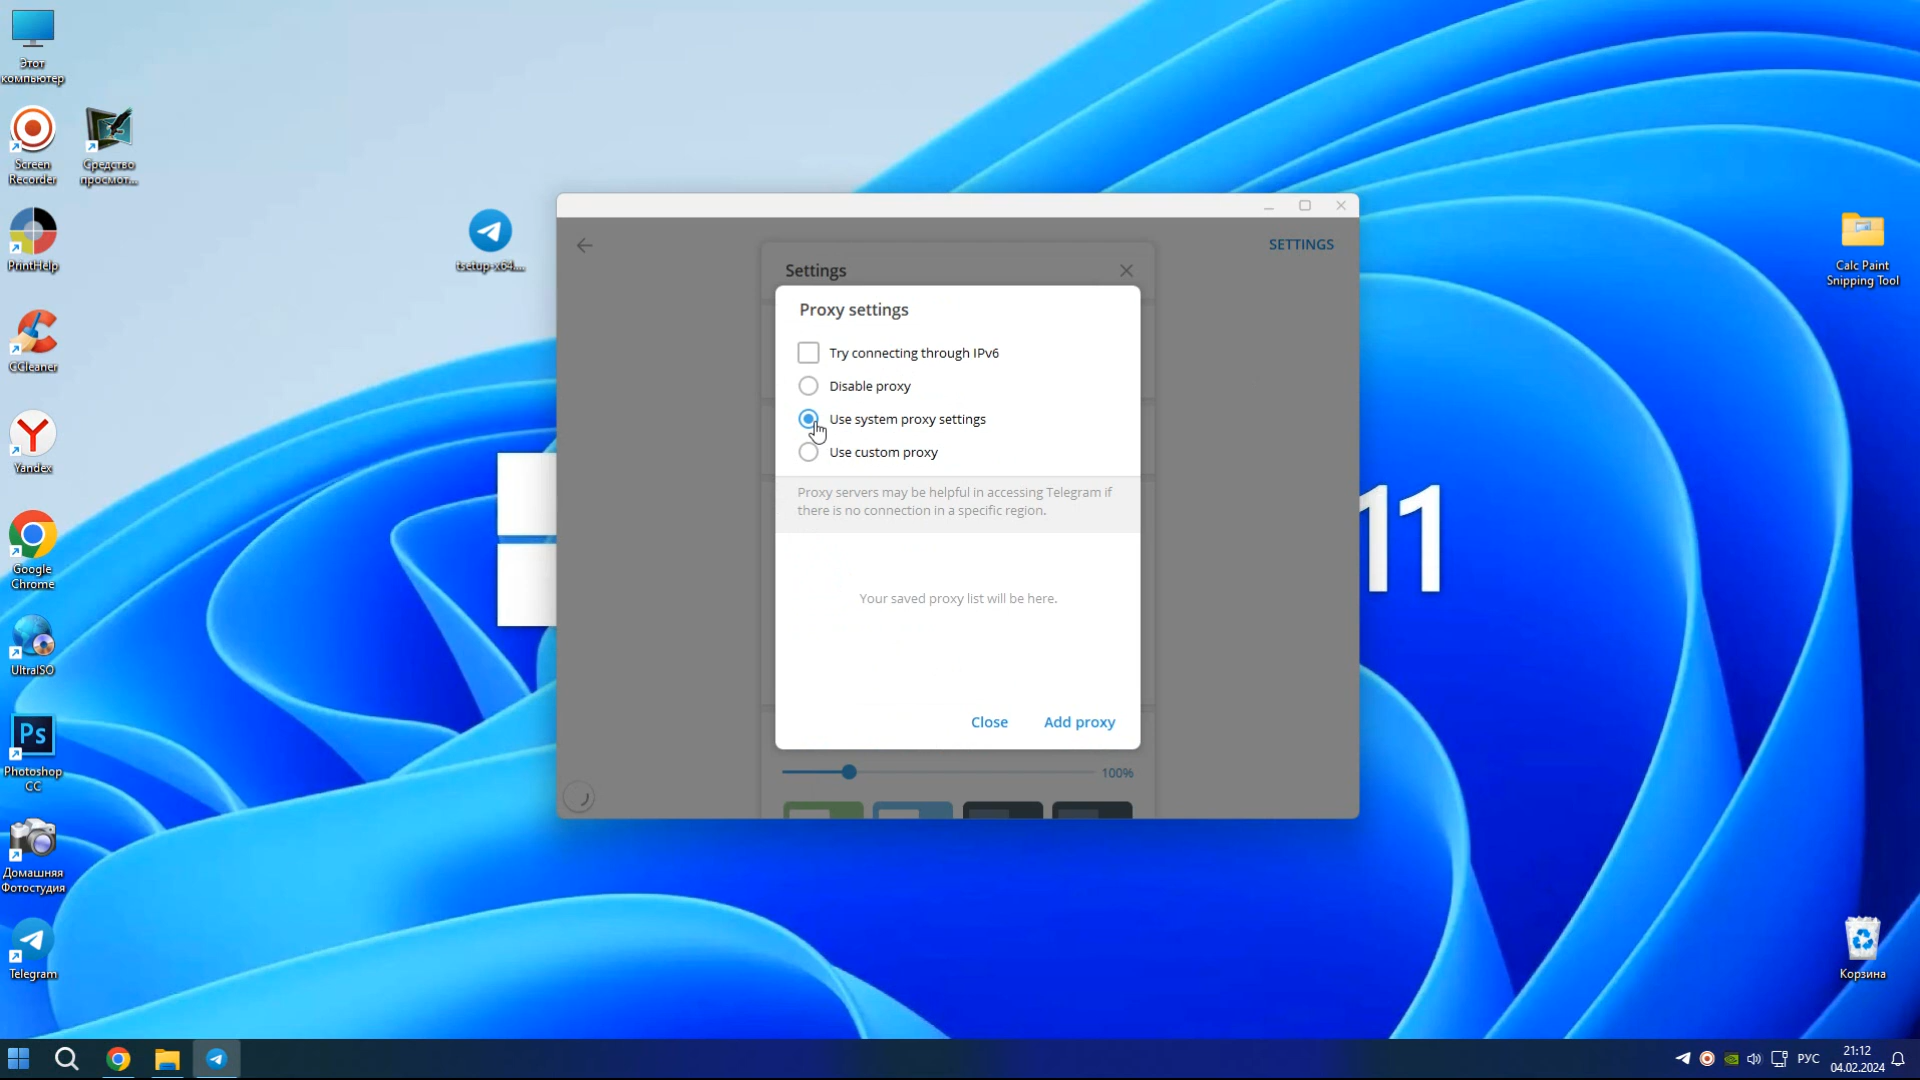 Этот
компьютер
Screen
Recorder
Средство
просмот...
PrintHelp
CCleaner
Yandex
Google
Chrome
UltraISO
Ps
Photoshop
CC
Домашняя
Фотостудия
Telegram
tsetup-x64....
SETTINGS
Settings
Proxy settings
Try connecting through IPv6
Disable proxy
Use system proxy settings
Use custom proxy
Proxy servers may be helpful in accessing Telegram if
there is no connection in a specific region.
Your saved proxy list will be here.
Close
Add proxy
100%
11
Calc Paint
Snipping Tool
Корзина
РУС
21:12
04.02.2024